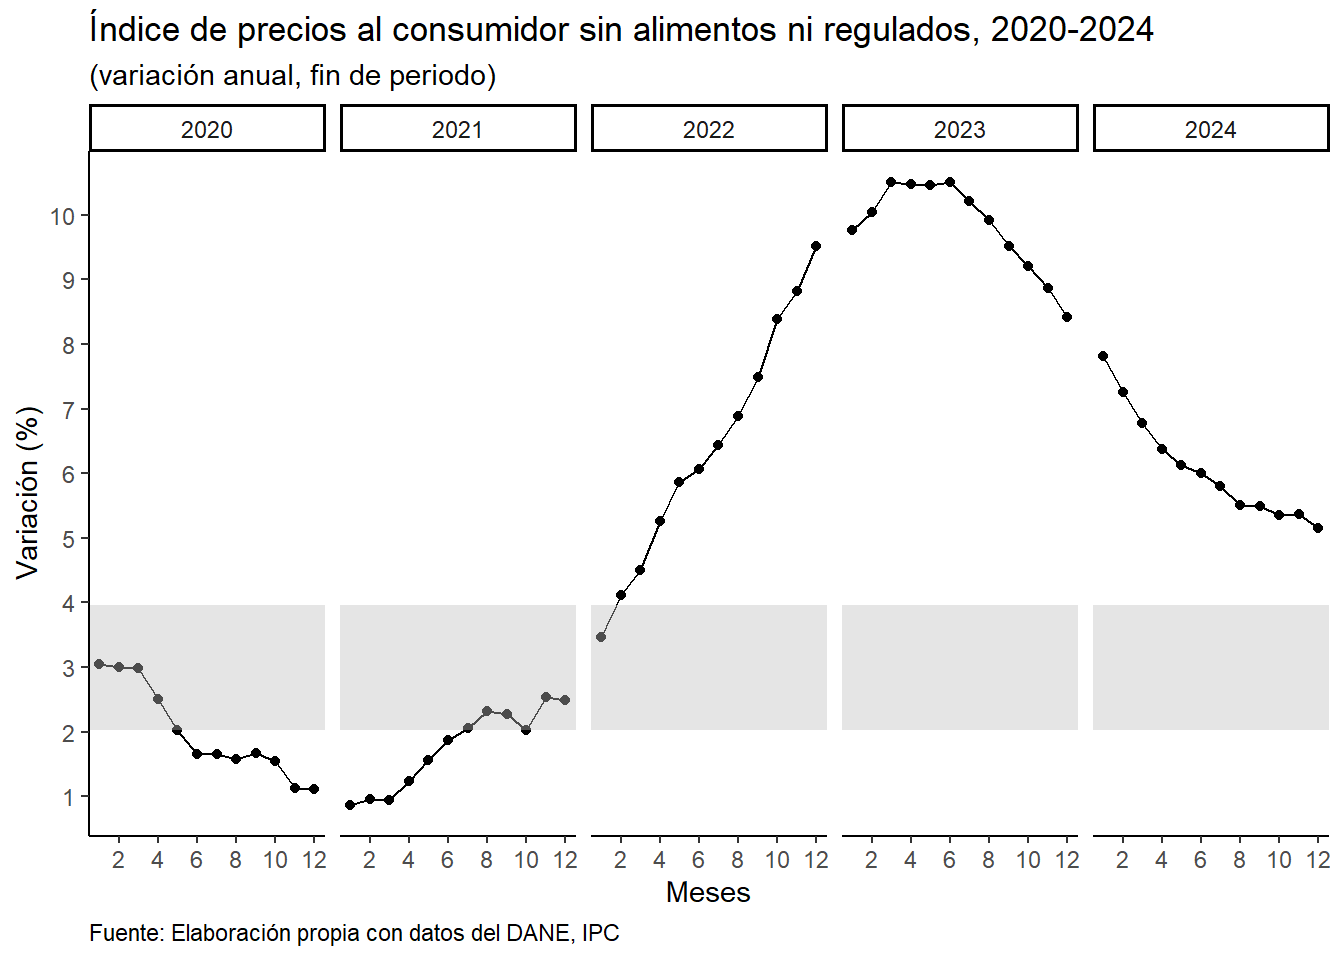 Índice de precios al consumidor sin alimentos ni regulados, 2020-2024
(variación anual, fin de periodo)
2020 2021 2022 2023 2024
Variación (%)
10
9
8
7
6
5
4
3
2
1
2 4 6 8 10 12 2 4 6 8 10 12 2 4 6 8 10 12 2 4 6 8 10 12 2 4 6 8 10 12
Meses
Fuente: Elaboración propia con datos del DANE, IPC